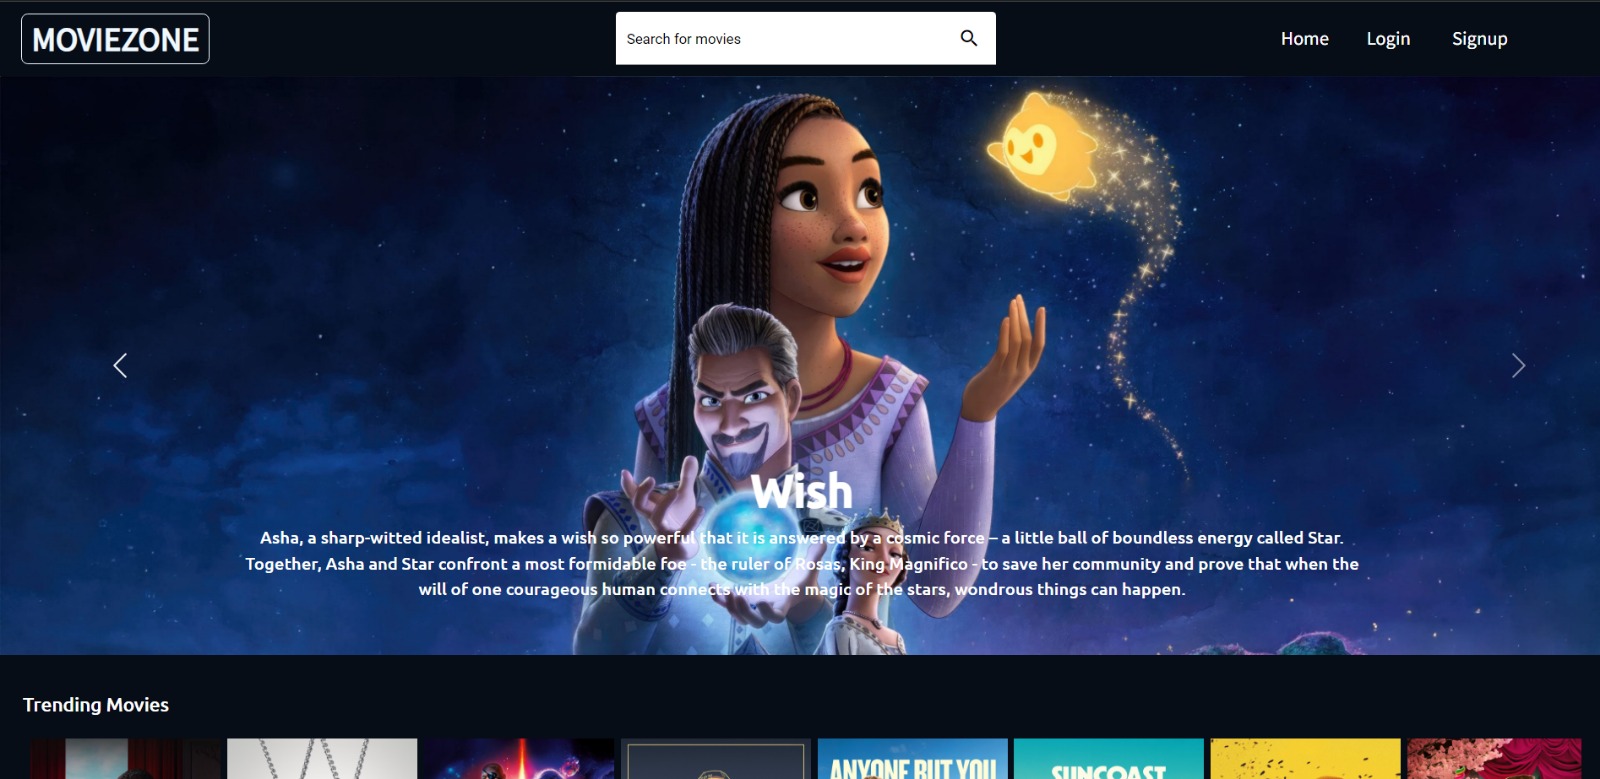 MOVIEZONE
Search for movies
Home
Login
Signup
Wish
Asha, a sharp-witted idealist, makes a wish so powerful that it is answered by a cosmic force – a little ball of boundless energy called Star.
Together, Asha and Star confront a most formidable foe - the ruler of Rosas, King Magnifico - to save her community and prove that when the
will of one courageous human connects with the magic of the stars, wondrous things can happen.
Trending Movies
ANYONE BUT YOU
SUNCOAST